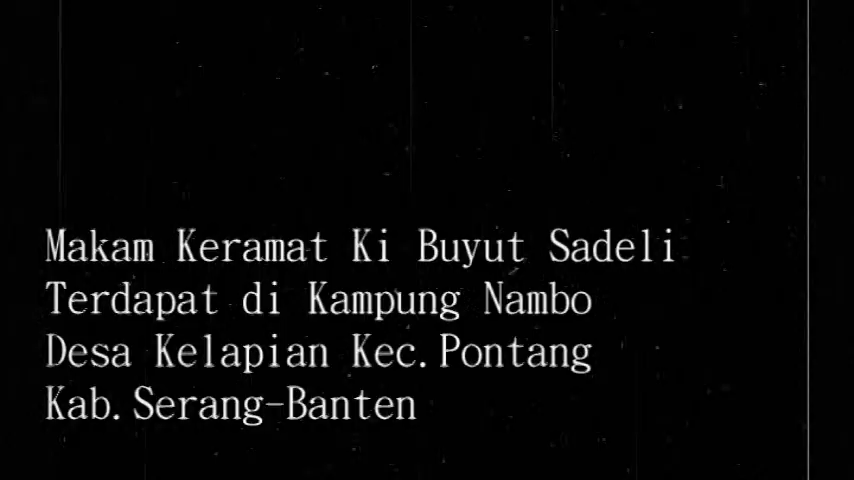 Makam Keramat Ki Buyut Sadeli
Terdapat di Kampung Nambo
Desa Kelapian Kec.Pontang
Kab.Serang-Banten